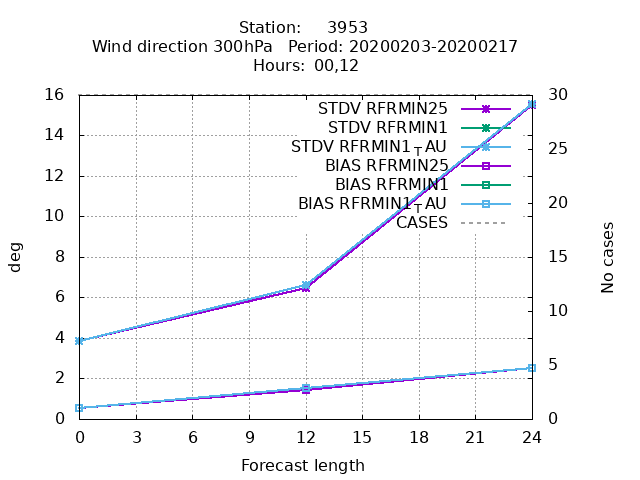 Station: 3953
Wind direction 300hPa Period: 20200203-20200217
Hours: 00,12
16 30
STDV RFRMIN25
STDV RFRMIN1
14
STDV RFRMIN1_TAU 25
BIAS RFRMIN25
12 BIAS RFRMIN1
BIAS RFRMIN1_TAU 20
10
CASES
deg
8 15
No cases
6 10
4
5
2
0 0
0 3 6 9 12 15 18 21 24
Forecast length